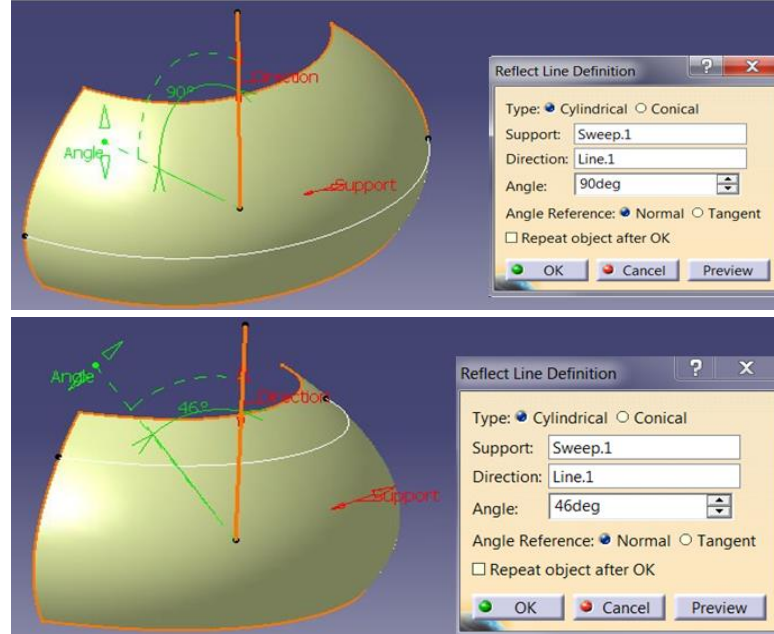 Direction
90°
Angle
Support
Reflect Line Definition
Type: Cylindrical Conical
Support: Sweep.1
Direction: Line.1
Angle: 90deg
Angle Reference: Normal Tangent
Repeat object after OK
OK Cancel Preview
Angle
Direction
46°
Support
Reflect Line Definition
Type: Cylindrical Conical
Support: Sweep.1
Direction: Line.1
Angle: 46deg
Angle Reference: Normal Tangent
Repeat object after OK
OK Cancel Preview